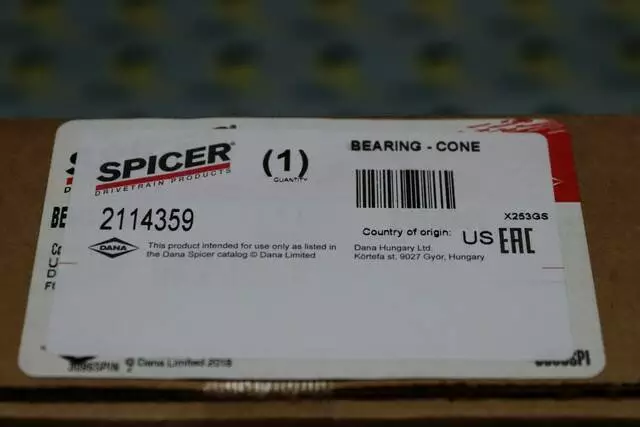 SPICER®
DRIVETRAIN PRODUCTS
(1)
QUANTITY
BEARING - CONE
2114359
X253GS
Country of origin: US EAC
DANA
This product intended for use only as listed in
the Dana Spicer catalog © Dana Limited
Dana Hungary Ltd.
Körtefa st, 9027 Győr, Hungary
BE
© Dana Limited 2018